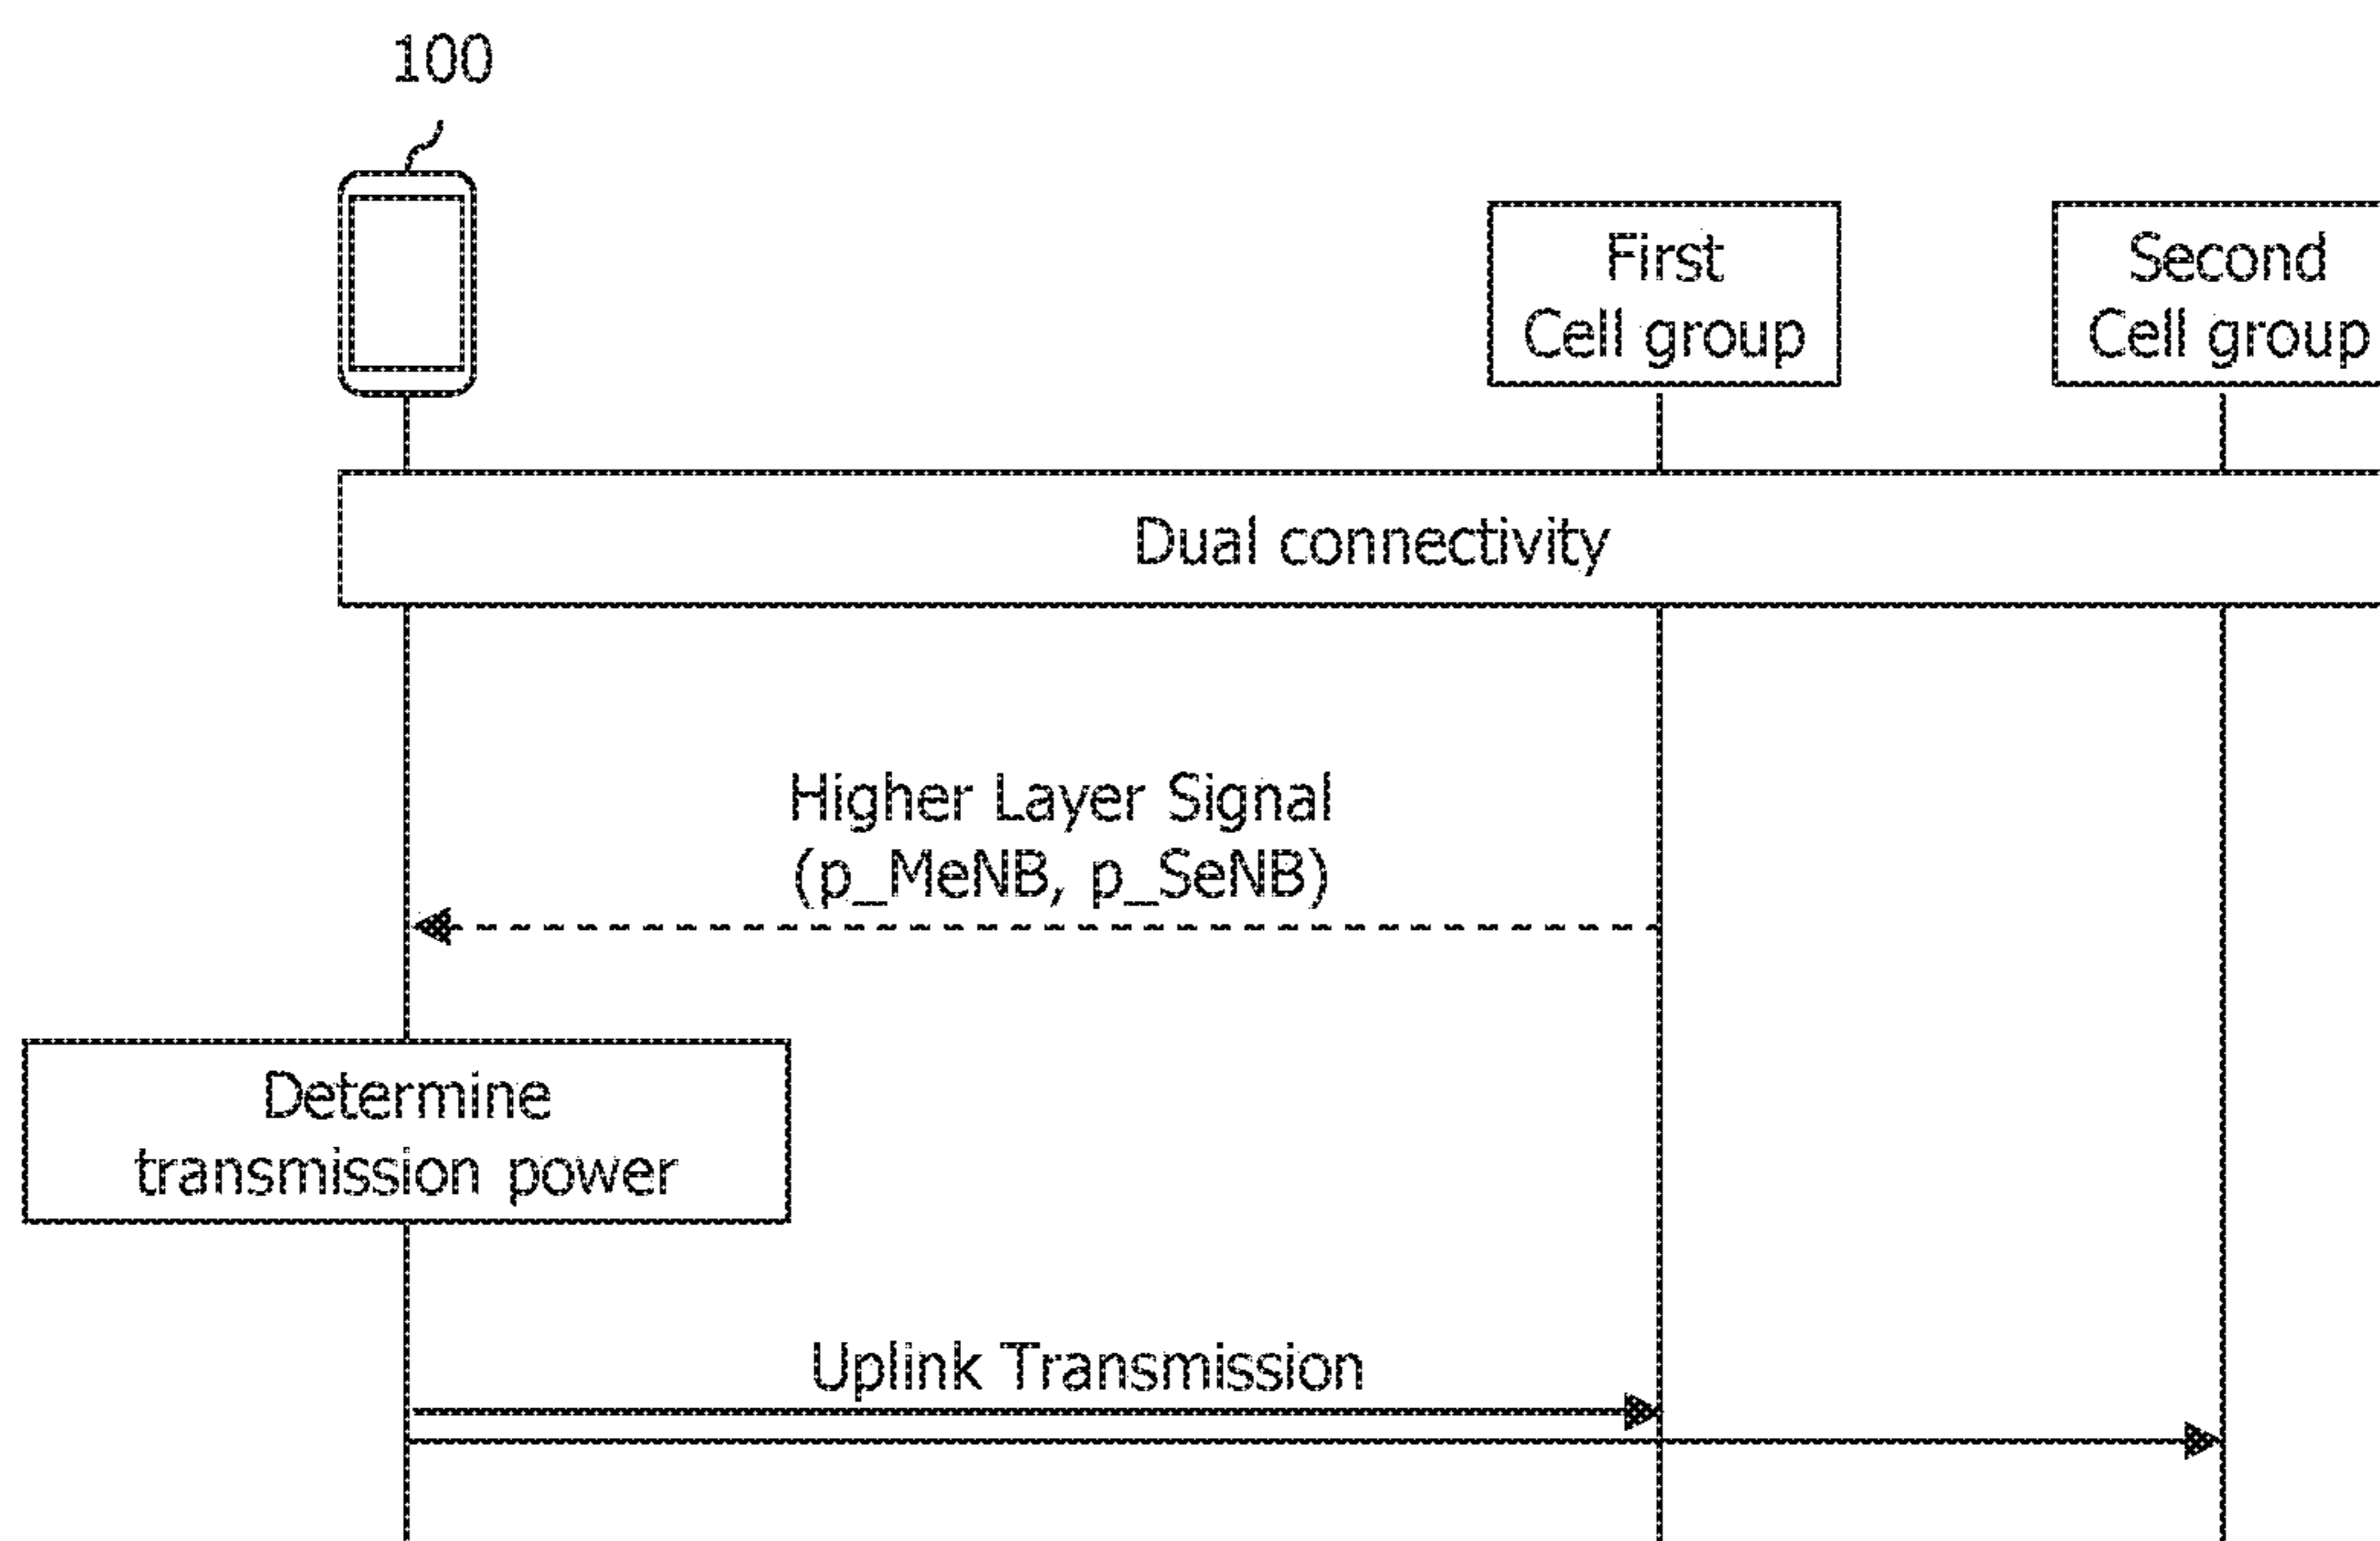 100
First
Cell group
Second
Cell group
Dual connectivity
Higher Layer Signal
(p_MeNB, p_SeNB)
Determine
transmission power
Uplink Transmission